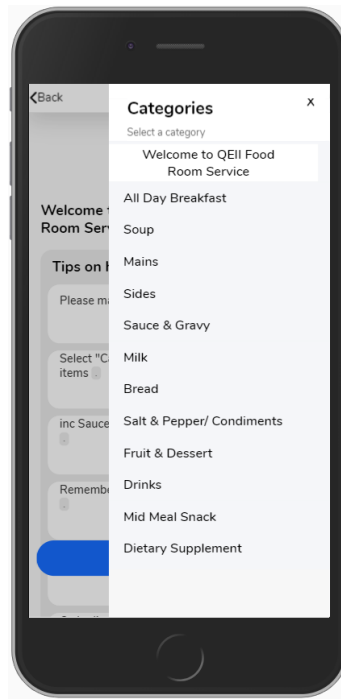 Back
Categories
x
Select a category
Welcome to QEII Food
Room Service
All Day Breakfast
Soup
Mains
Sides
Sauce & Gravy
Milk
Bread
Salt & Pepper/ Condiments
Fruit & Dessert
Drinks
Mid Meal Snack
Dietary Supplement
Welcome
Room Ser
Tips on
Please ma
Select "C
items .
inc Sauce
.
Rememb
.